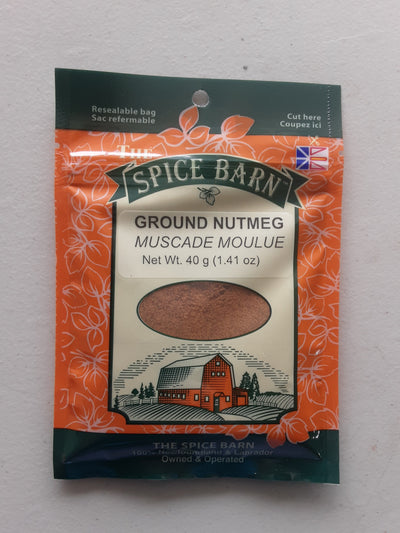 Resealable bag
Sac refermable
Cut here
Coupez ici
THE
SPICE BARN
GROUND NUTMEG
MUSCADE MOULUE
Net Wt. 40 g (1.41 oz)
THE SPICE BARN
100% Newfoundland & Laprador
Owned & Operated